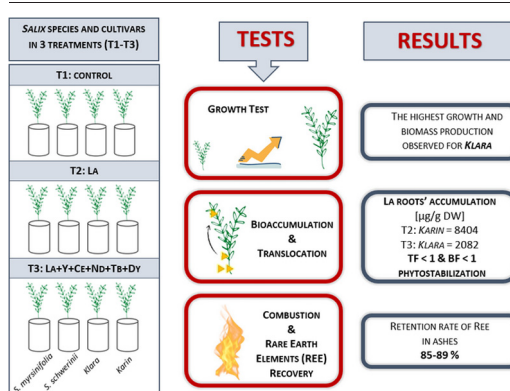 SALIX SPECIES AND CULTIVARS
IN 3 TREATMENTS (T1-T3)
T1: CONTROL
T2: LA
T3: LA+Y+CE+ND+TB+DY
S. myrsinifolia
S. schwerinii
Klara
Karin
TESTS
GROWTH TEST
BIOACCUMULATION
&
TRANSLOCATION
COMBUSTION
&
RARE EARTH
ELEMENTS (REE)
RECOVERY
RESULTS
THE HIGHEST GROWTH AND
BIOMASS PRODUCTION
OBSERVED FOR KLARA
LA ROOTS' ACCUMULATION
[µg/g DW]
T2: KARIN = 8404
T3: KLARA = 2082
TF < 1 & BF < 1
PHYTOSTABILIZATION
RETENTION RATE OF REE
IN ASHES
85-89 %